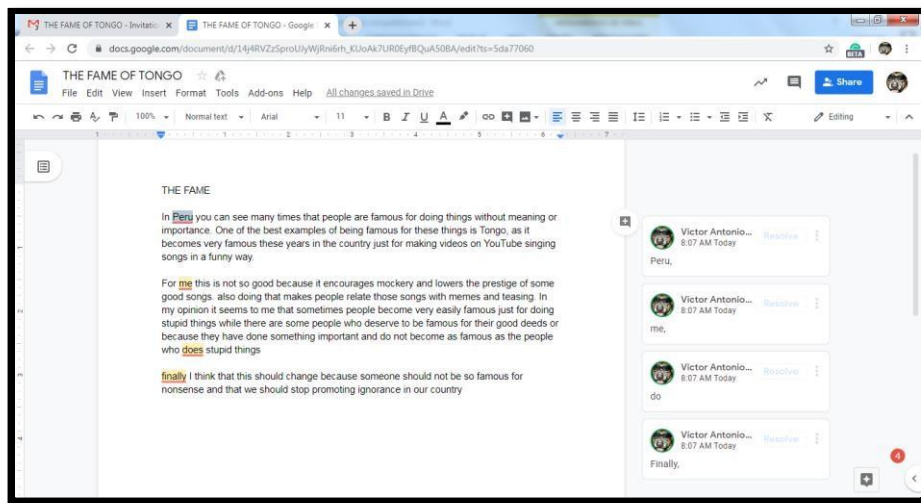 THE FAME OF TONGO - Invitatio
THE FAME OF TONGO - Google
docs.google.com/document/d/14j4RVZzSproUJyWjRni6rh_KUoAk7UR0EyfBQuA50BA/edit?ts=5da77060
BETA
THE FAME OF TONGO
File Edit View Insert Format Tools Add-ons Help All changes saved in Drive
Share
100% Normal text Arial 11 B I U A Editing
1 1 2 3 4 5 6 7
THE FAME
In Peru you can see many times that people are famous for doing things without meaning or
importance. One of the best examples of being famous for these things is Tongo, as it
becomes very famous these years in the country just for making videos on YouTube singing
songs in a funny way.
For me this is not so good because it encourages mockery and lowers the prestige of some
good songs. also doing that makes people relate those songs with memes and teasing. In
my opinion it seems to me that sometimes people become very easily famous just for doing
stupid things while there are some people who deserve to be famous for their good deeds or
because they have done something important and do not become as famous as the people
who does stupid things
finally I think that this should change because someone should not be so famous for
nonsense and that we should stop promoting ignorance in our country
Victor Antonio...
8:07 AM Today
Resolve
Peru,
Victor Antonio...
8:07 AM Today
Resolve
me,
Victor Antonio...
8:07 AM Today
Resolve
do
Victor Antonio...
8:07 AM Today
Resolve
Finally,
4